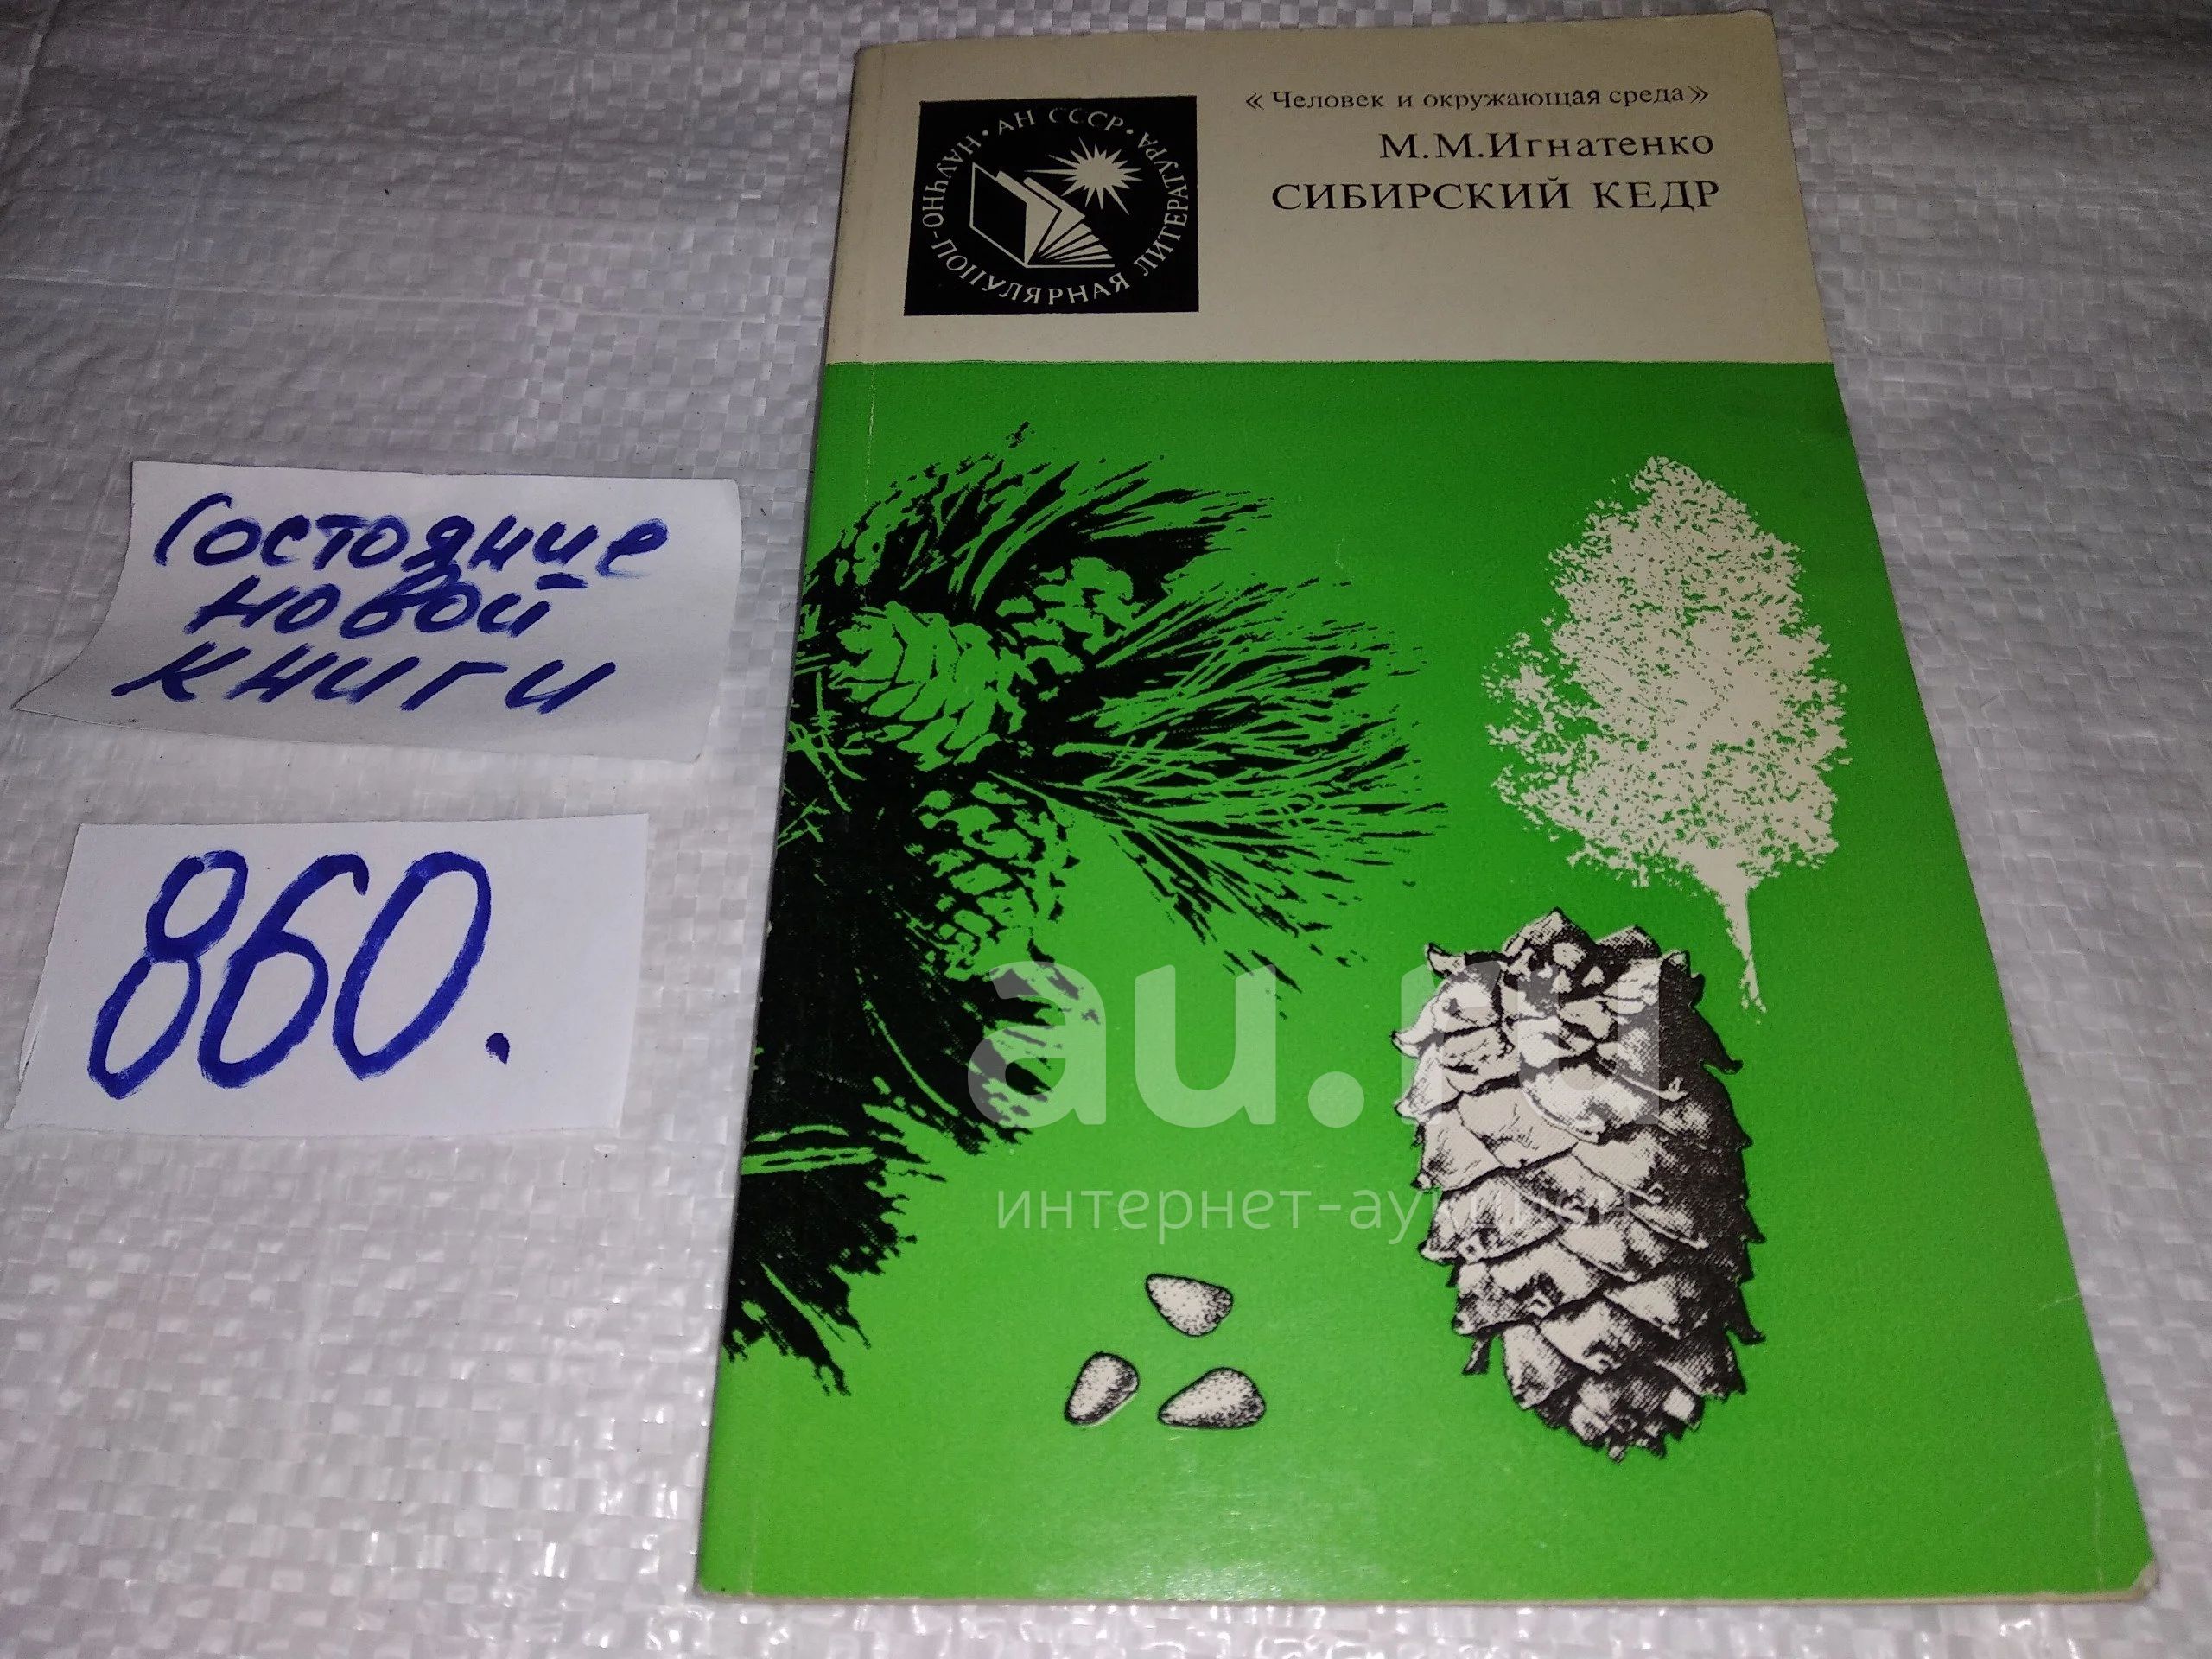 «Человек и окружающая среда»
М.М.Игнатенко
СИБИРСКИЙ КЕДР
НАУЧНО-ПОПУЛЯРНАЯ ЛИТЕРАТУРА • АН СССР •
Состояние
новой
книги
860.
au.ru
интернет-аукцион